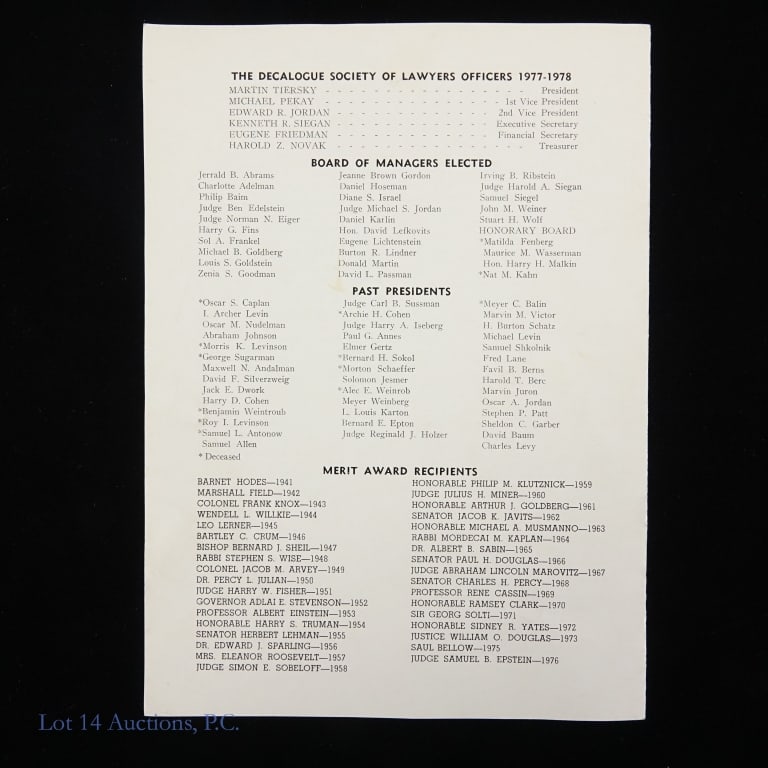 THE DECALOGUE SOCIETY OF LAWYERS OFFICERS 1977-1978
MARTIN TIERSKY - - - - - - - - - - - - - - - - President
MICHAEL PEKAY - - - - - - - - - - - - - - 1st Vice President
EDWARD R. JORDAN - - - - - - - - - - - - 2nd Vice President
KENNETH R. SIEGAN - - - - - - - - - - - - Executive Secretary
EUGENE FRIEDMAN - - - - - - - - - - - - Financial Secretary
HAROLD Z. NOVAK - - - - - - - - - - - - - - Treasurer
BOARD OF MANAGERS ELECTED
Jerrald B. Abrams
Charlotte Adelman
Philip Baim
Judge Ben Edelstein
Judge Norman N. Eiger
Harry G. Fins
Sol A. Frankel
Michael B. Goldberg
Louis S. Goldstein
Zenia S. Goodman
Jeanne Brown Gordon
Daniel Hoseman
Diane S. Israel
Judge Michael S. Jordan
Daniel Karlin
Hon. David Lefkovits
Eugene Lichtenstein
Burton R. Lindner
Donald Martin
David L. Passman
Irving B. Ribstein
Judge Harold A. Siegan
Samuel Siegel
John M. Weiner
Stuart H. Wolf
HONORARY BOARD
*Matilda Fenberg
Maurice M. Wasserman
Hon. Harry H. Malkin
*Nat M. Kahn
PAST PRESIDENTS
*Oscar S. Caplan
I. Archer Levin
Oscar M. Nudelman
Abraham Johnson
*Morris K. Levinson
*George Sugarman
Maxwell N. Andalman
David F. Silverzweig
Jack E. Dwork
Harry D. Cohen
*Benjamin Weintroub
*Roy I. Levinson
*Samuel L. Antonow
Samuel Allen
* Deceased
Judge Carl B. Sussman
*Archie H. Cohen
Judge Harry A. Iseberg
Paul G. Annes
Elmer Gertz
*Bernard H. Sokol
*Morton Schaeffer
Solomon Jesmer
*Alec E. Weinrob
Meyer Weinberg
L. Louis Karton
Bernard E. Epton
Judge Reginald J. Holzer
*Meyer C. Balin
Marvin M. Victor
H. Burton Schatz
Michael Levin
Samuel Shkolnik
Fred Lane
Favil B. Berns
Harold T. Berc
Marvin Juron
Oscar A. Jordan
Stephen P. Patt
Sheldon C. Garber
David Baum
Charles Levy
MERIT AWARD RECIPIENTS
BARNET HODES—1941
MARSHALL FIELD—1942
COLONEL FRANK KNOX—1943
WENDELL L. WILLKIE—1944
LEO LERNER—1945
BARTLEY C. CRUM—1946
BISHOP BERNARD J. SHEIL—1947
RABBI STEPHEN S. WISE—1948
COLONEL JACOB M. ARVEY—1949
DR. PERCY L. JULIAN—1950
JUDGE HARRY W. FISHER—1951
GOVERNOR ADLAI E. STEVENSON—1952
PROFESSOR ALBERT EINSTEIN—1953
HONORABLE HARRY S. TRUMAN—1954
SENATOR HERBERT LEHMAN—1955
DR. EDWARD J. SPARLING—1956
MRS. ELEANOR ROOSEVELT—1957
JUDGE SIMON E. SOBELOFF—1958
HONORABLE PHILIP M. KLUTZNICK—1959
JUDGE JULIUS H. MINER—1960
HONORABLE ARTHUR J. GOLDBERG—1961
SENATOR JACOB K. JAVITS—1962
HONORABLE MICHAEL A. MUSMANNO—1963
RABBI MORDECAI M. KAPLAN—1964
DR. ALBERT B. SABIN—1965
SENATOR PAUL H. DOUGLAS—1966
JUDGE ABRAHAM LINCOLN MAROVITZ—1967
SENATOR CHARLES H. PERCY—1968
PROFESSOR RENE CASSIN—1969
HONORABLE RAMSEY CLARK—1970
SIR GEORG SOLTI—1971
HONORABLE SIDNEY R. YATES—1972
JUSTICE WILLIAM O. DOUGLAS—1973
SAUL BELLOW—1975
JUDGE SAMUEL B. EPSTEIN—1976
Lot 14 Auctions, P.C.